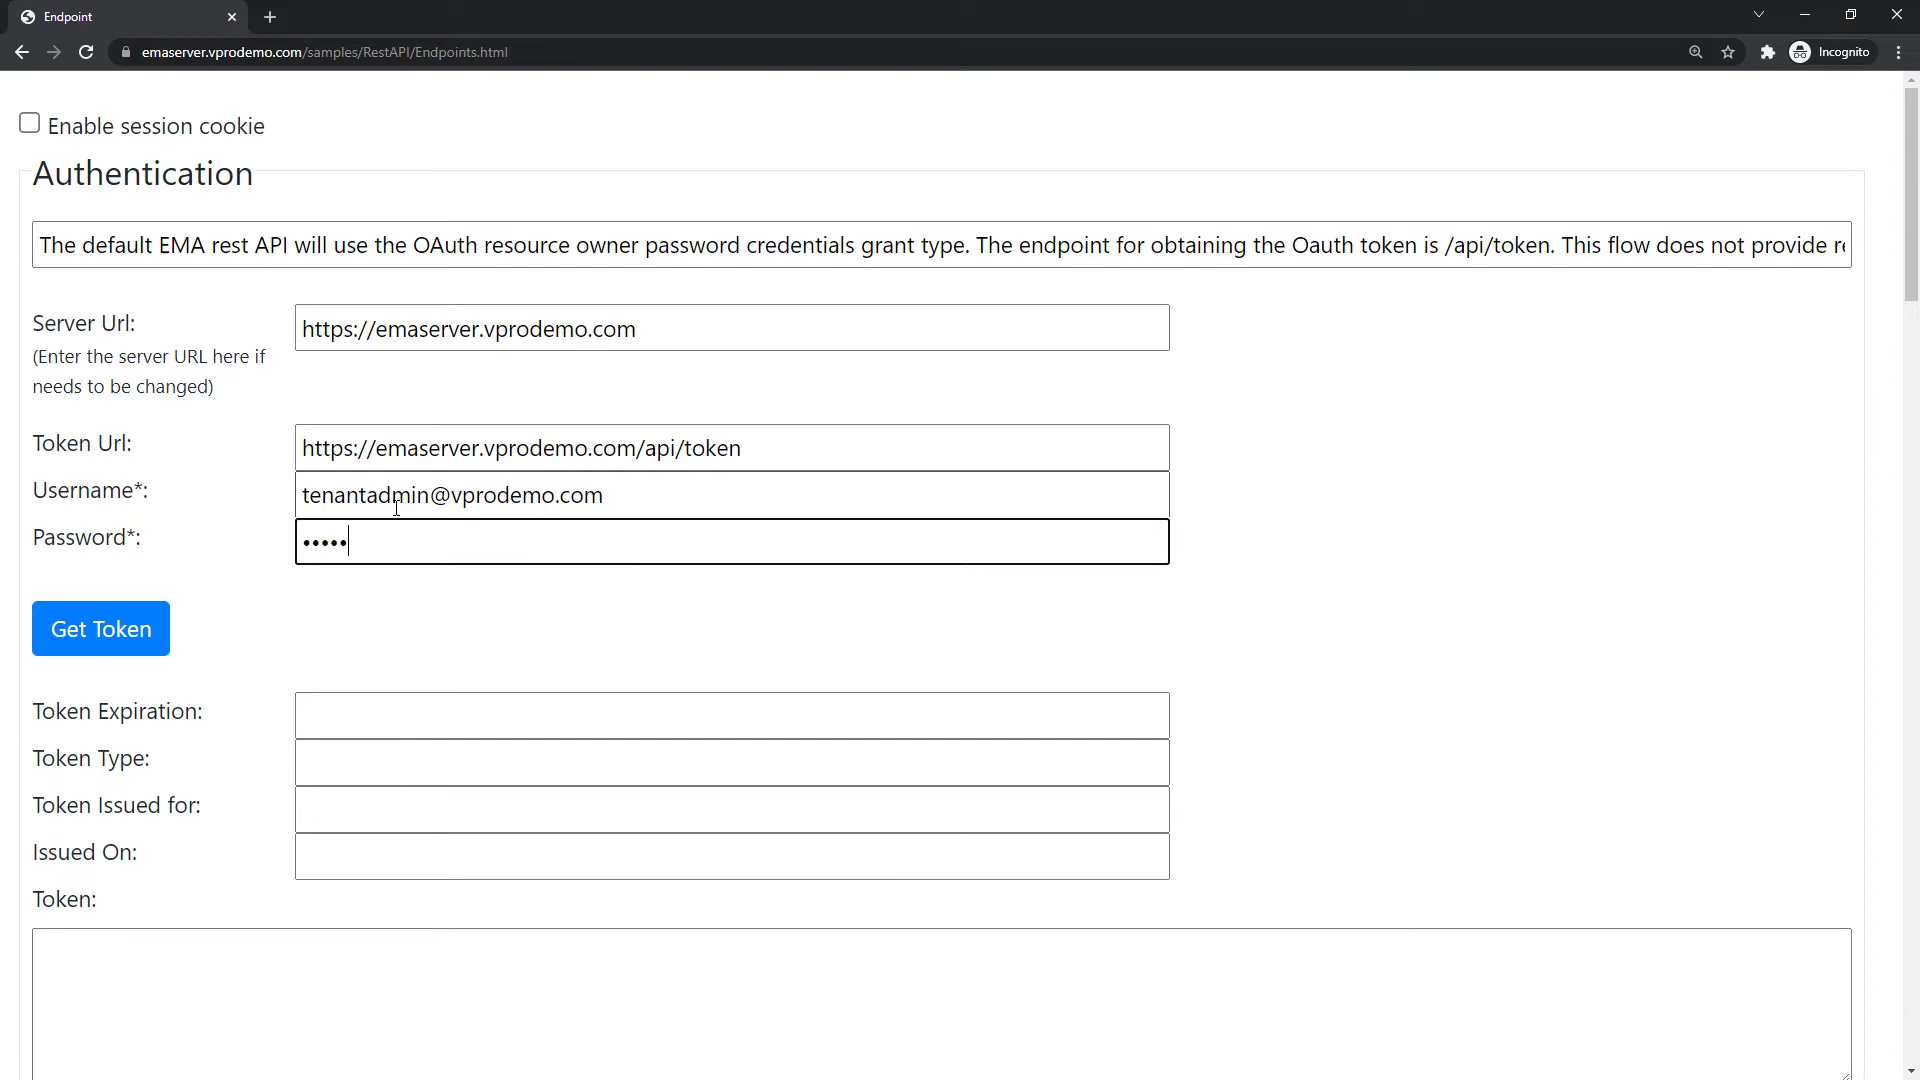 Endpoint
emaserver.vprodemo.com/samples/RestAPI/Endpoints.html
Incognito
Enable session cookie
Authentication
The default EMA rest API will use the OAuth resource owner password credentials grant type. The endpoint for obtaining the Oauth token is /api/token. This flow does not provide
Server Url:
https://emaserver.vprodemo.com
(Enter the server URL here if
needs to be changed)
Token Url:
https://emaserver.vprodemo.com/api/token
Username*:
tenantadmin@vprodemo.com
Password*:
•••••
Get Token
Token Expiration:
Token Type:
Token Issued for:
Issued On:
Token: